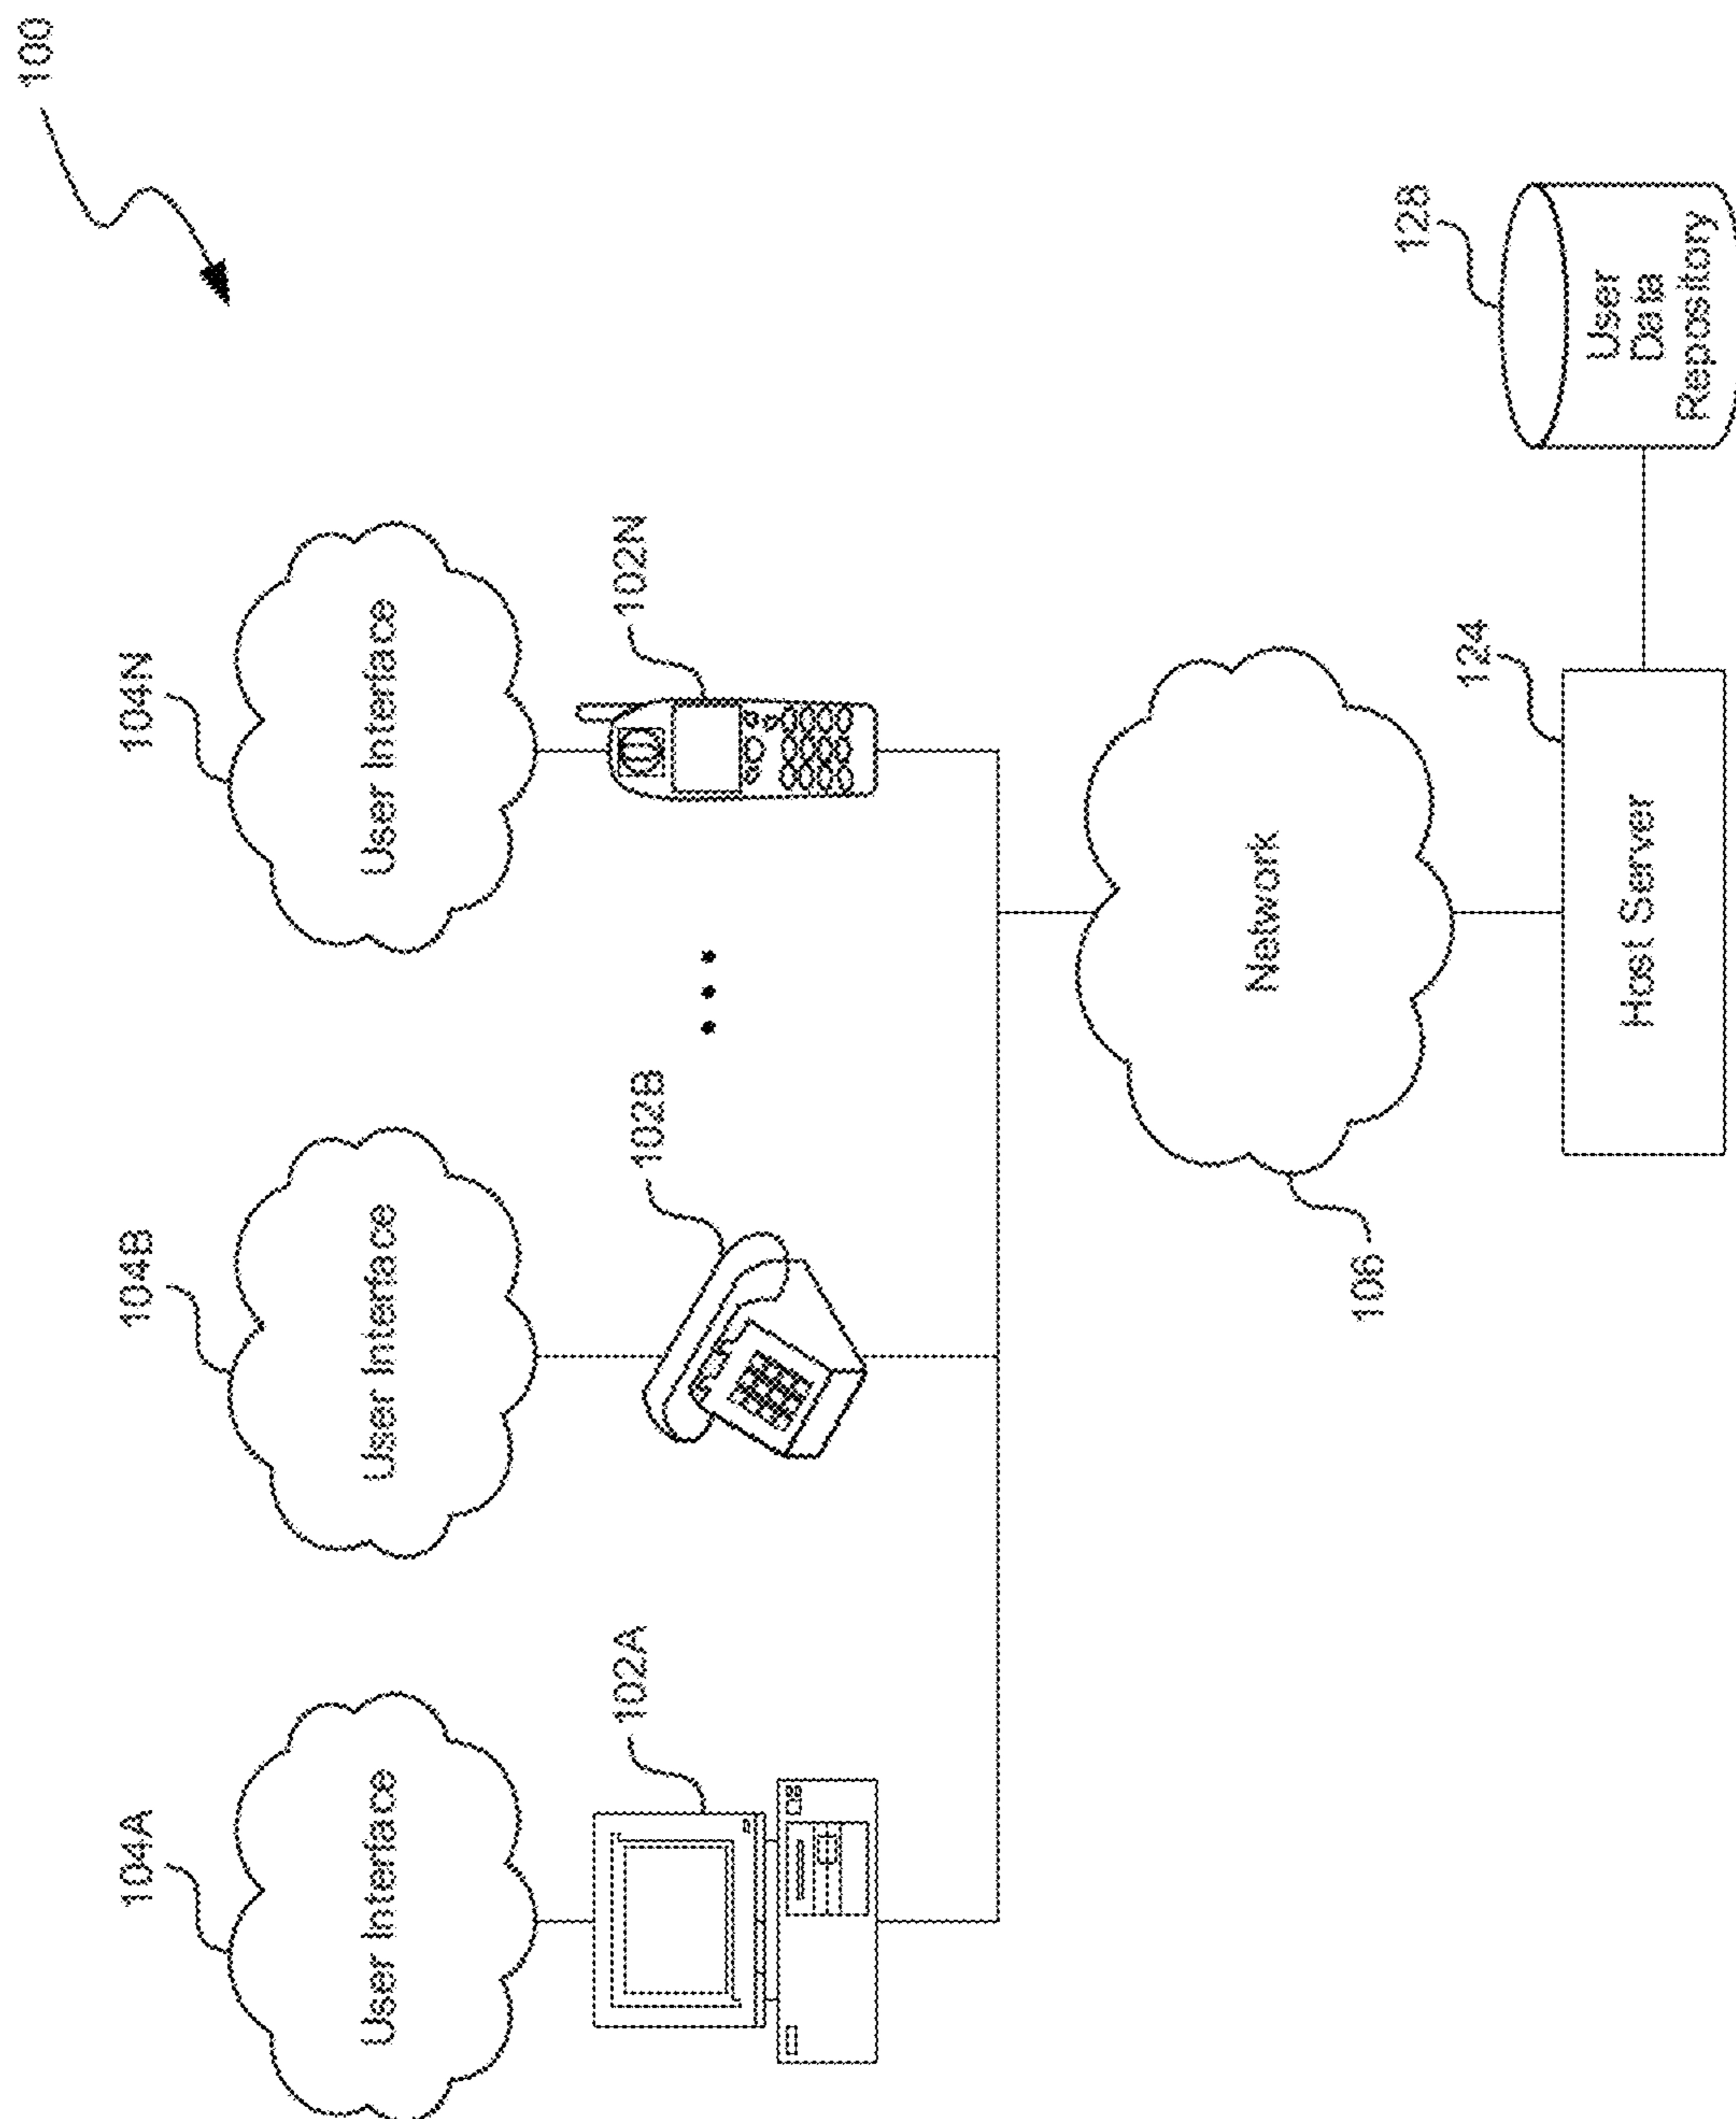 100
104A
104B
104N
User Interface
User Interface
User Interface
102A
102B
102N
106
Network
124
128
Host Server
User
Data
Repository